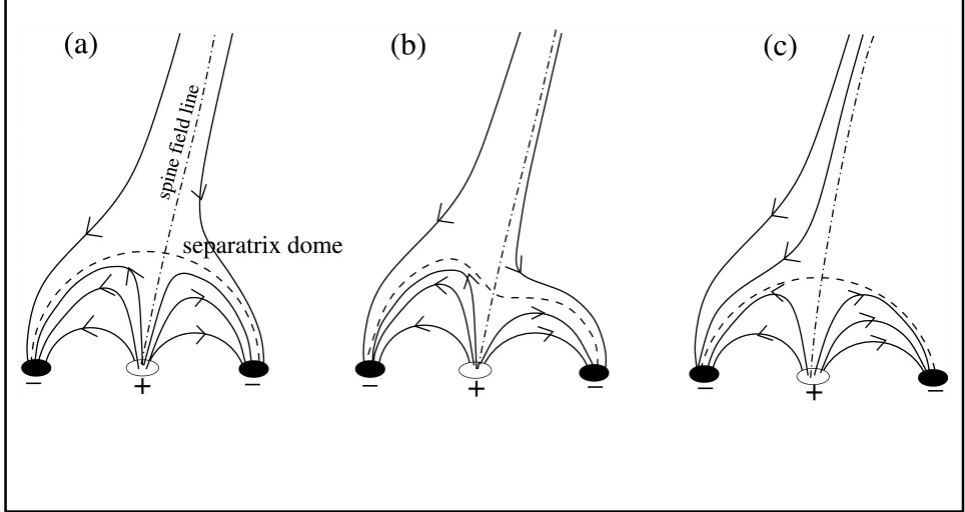 (a)
(b)
(c)
spine field line
separatrix dome
− + −
− + −
− + −